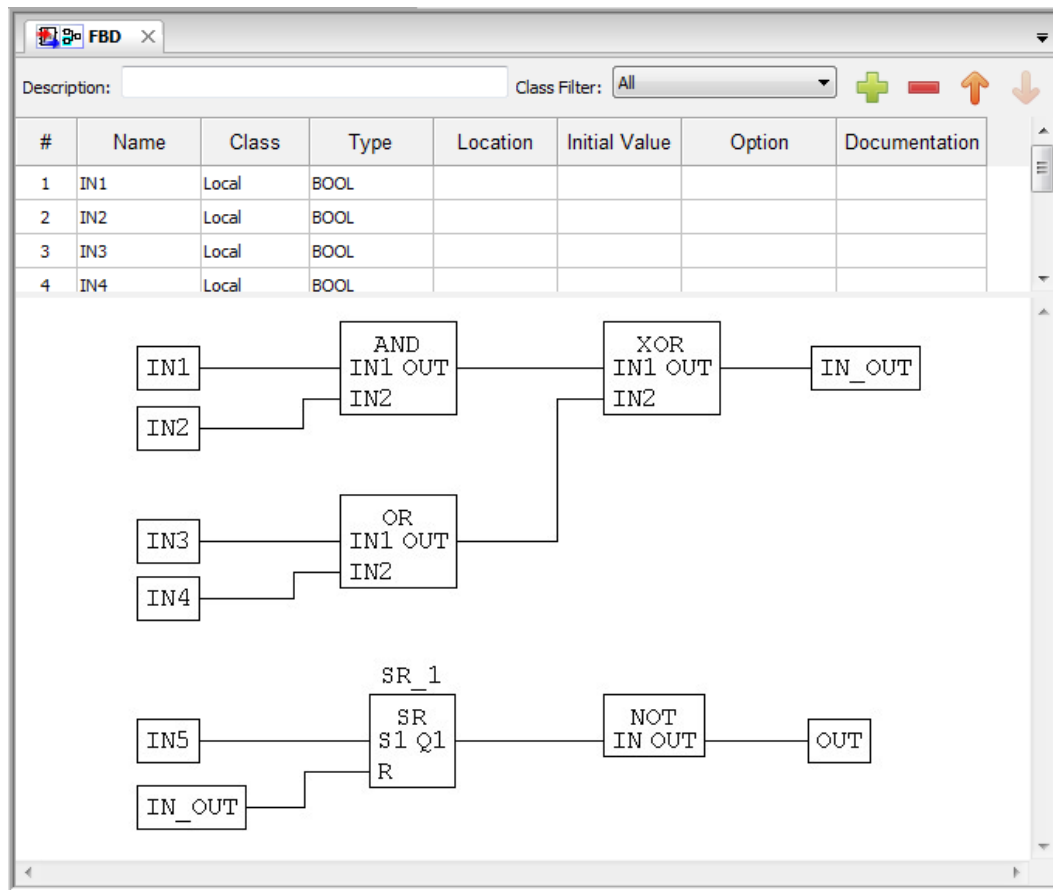 FBD
Description: Class Filter: All
# Name Class Type Location Initial Value Option Documentation
1 IN1 Local BOOL
2 IN2 Local BOOL
3 IN3 Local BOOL
4 IN4 Local BOOL
AND XOR
IN1 IN1 OUT IN1 OUT IN_OUT
IN2 IN2
IN2
OR
IN3 IN1 OUT
IN2
IN4
SR_1
SR NOT
IN5 S1 Q1 IN OUT OUT
R
IN_OUT